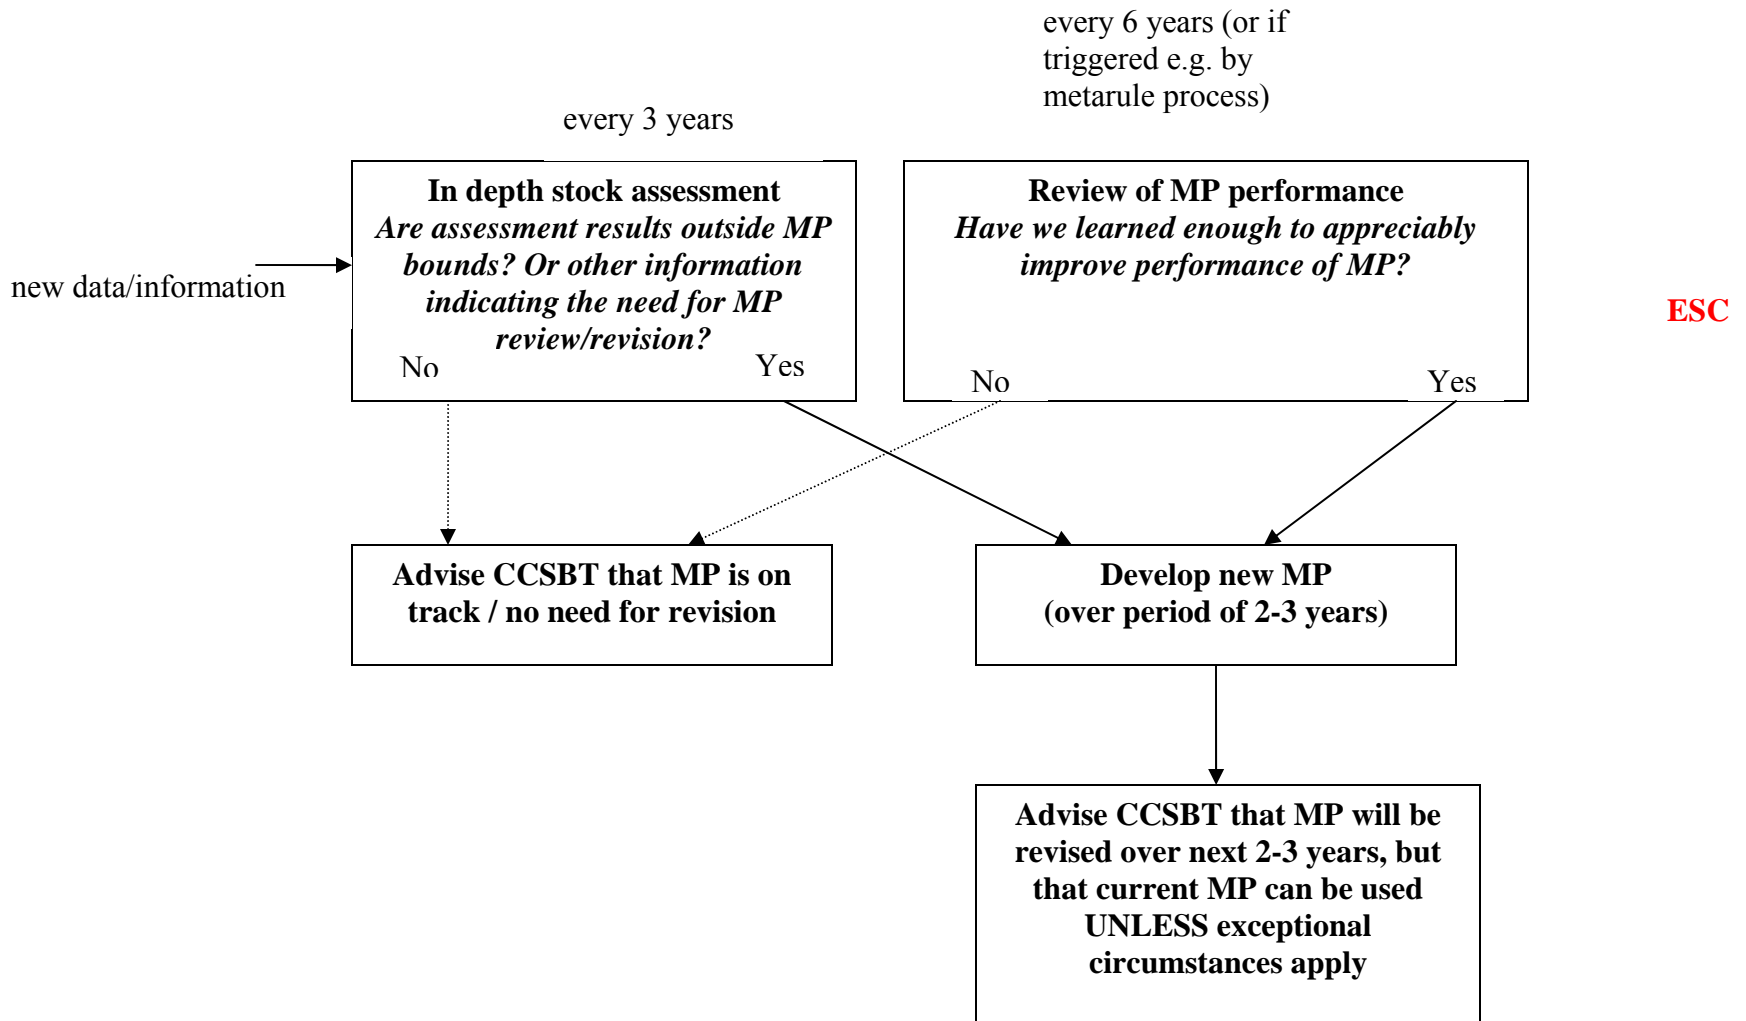 every 6 years (or if
triggered e.g. by
metarule process)
every 3 years
In depth stock assessment
Are assessment results outside MP
bounds? Or other information
indicating the need for MP
review/revision?
No
Yes
Review of MP performance
Have we learned enough to appreciably
improve performance of MP?
No
Yes
new data/information
ESC
Advise CCSBT that MP is on
track / no need for revision
Develop new MP
(over period of 2-3 years)
Advise CCSBT that MP will be
revised over next 2-3 years, but
that current MP can be used
UNLESS exceptional
circumstances apply